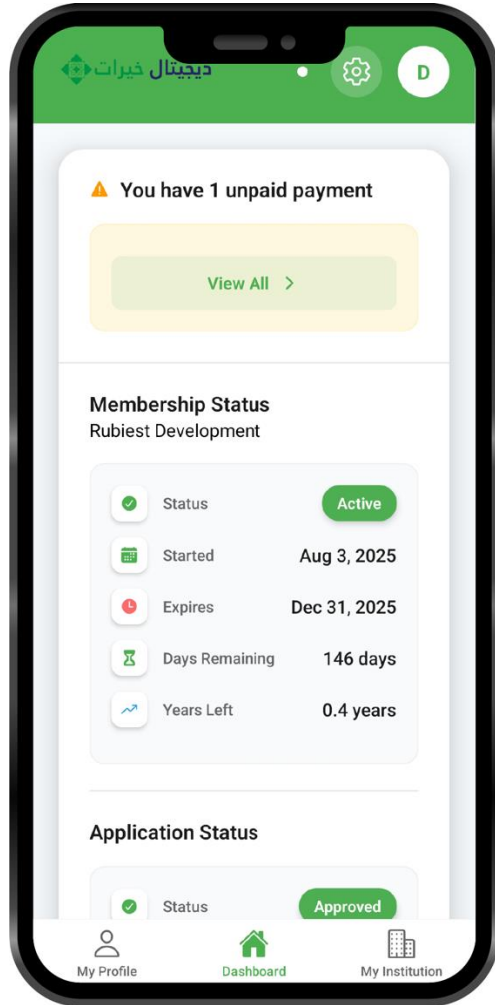 ديجيتال خيرات
D
You have 1 unpaid payment
View All
Membership Status
Rubiest Development
Status Active
Started Aug 3, 2025
Expires Dec 31, 2025
Days Remaining 146 days
Years Left 0.4 years
Application Status
Status Approved
My Profile Dashboard My Institution